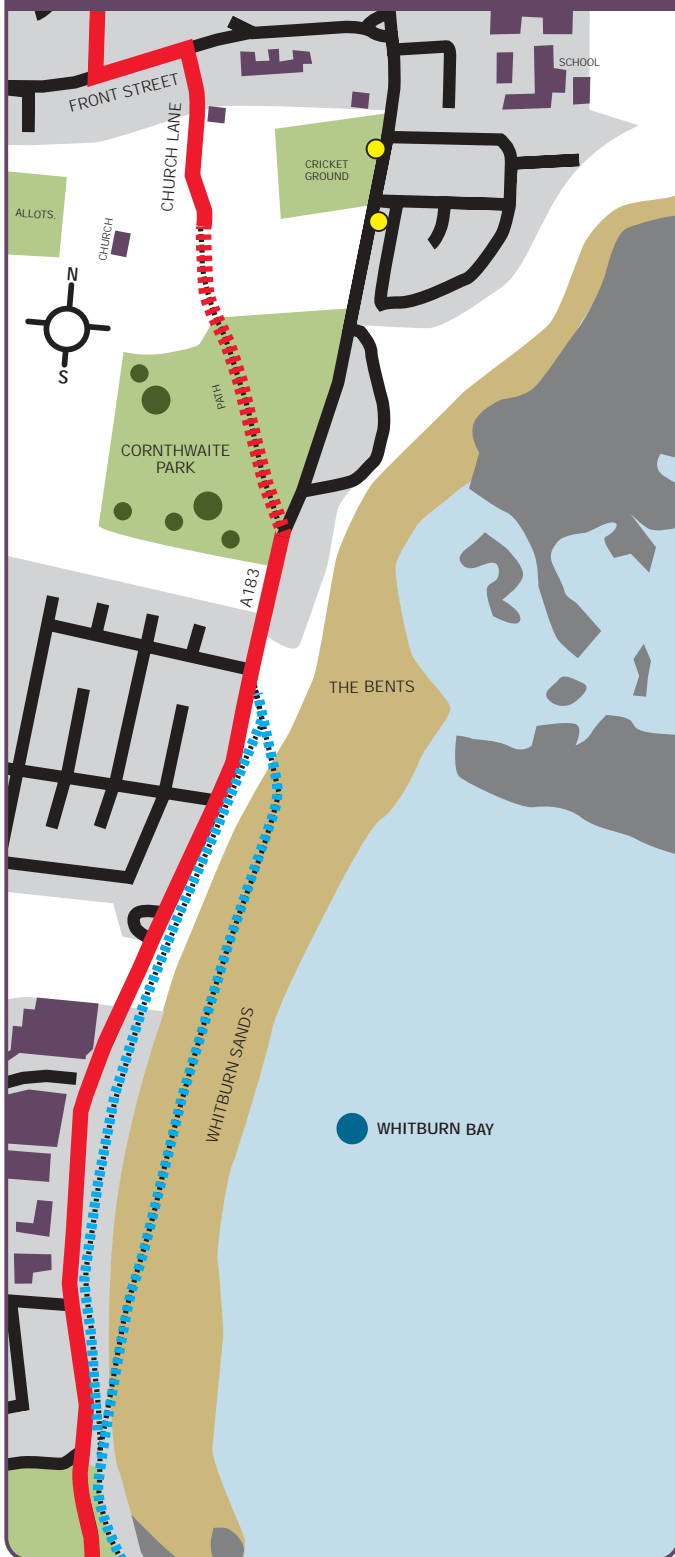 SCHOOL
FRONT STREET
CHURCH LANE
CRICKET
GROUND
ALLOTS.
CHURCH
N
S
PATH
CORNTHWAITE
PARK
A183
THE BENTS
WHITBURN SANDS
WHITBURN BAY